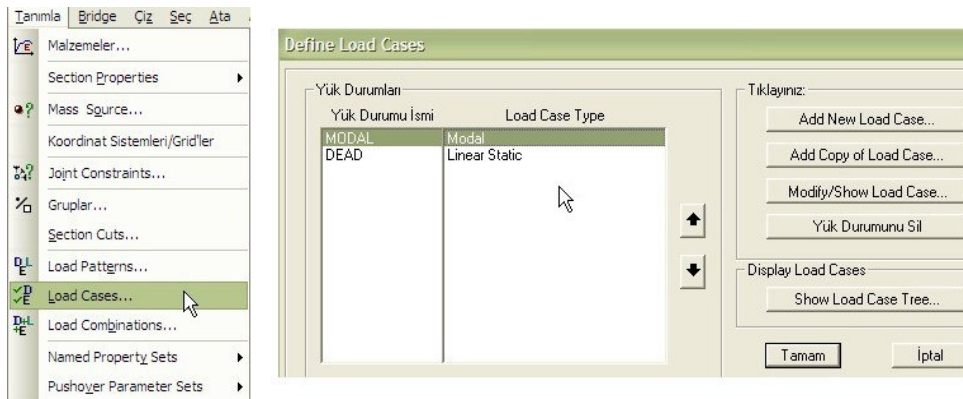 Tanımla Bridge Çiz Seç Ata
Malzemeler...
Section Properties
Mass Source...
Koordinat Sistemleri/Grid'ler
Joint Constraints...
Gruplar...
Section Cuts...
Load Patterns...
Load Cases...
Load Combinations...
Named Property Sets
Pushover Parameter Sets
Define Load Cases
Yük Durumları
Yük Durumu İsmi Load Case Type
MODAL Modal
DEAD Linear Static
Tıklayınız:
Add New Load Case...
Add Copy of Load Case...
Modify/Show Load Case...
Yük Durumunu Sil
Display Load Cases
Show Load Case Tree...
Tamam İptal